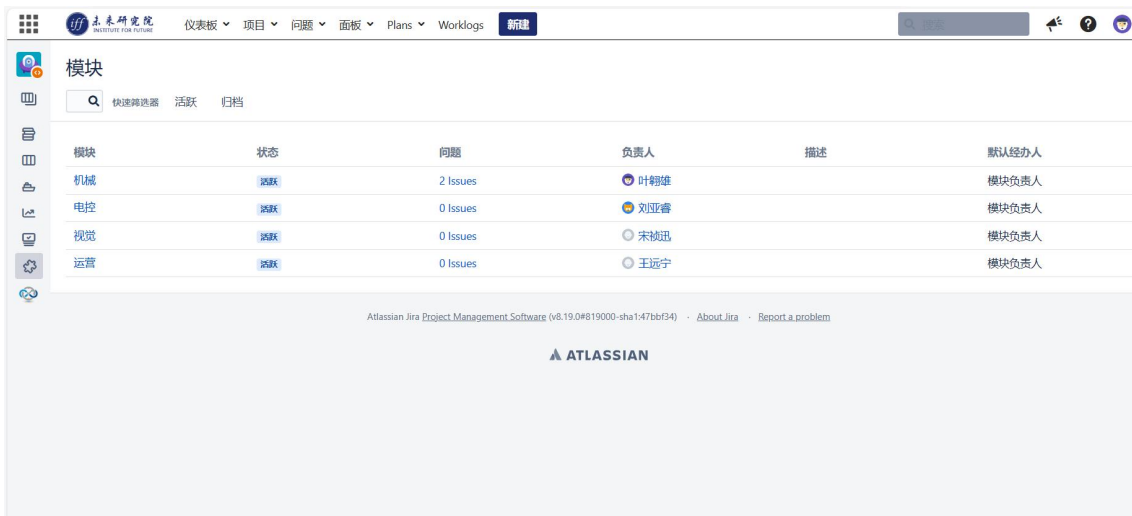 iff 未来研究院 仪表板 项目 问题 面板 Plans Worklogs 新建 搜索
INSTITUTE FOR FUTURE
模块
快速筛选器 活跃 归档
模块 状态 问题 负责人 描述 默认经办人
机械 活跃 2 Issues 叶翱雄 模块负责人
电控 活跃 0 Issues 刘亚睿 模块负责人
视觉 活跃 0 Issues 宋祯迅 模块负责人
运营 活跃 0 Issues 王远宁 模块负责人
Atlassian Jira Project Management Software (v8.19.0#819000-sha1:47bbf34) · About Jira · Report a problem
ATLASSIAN